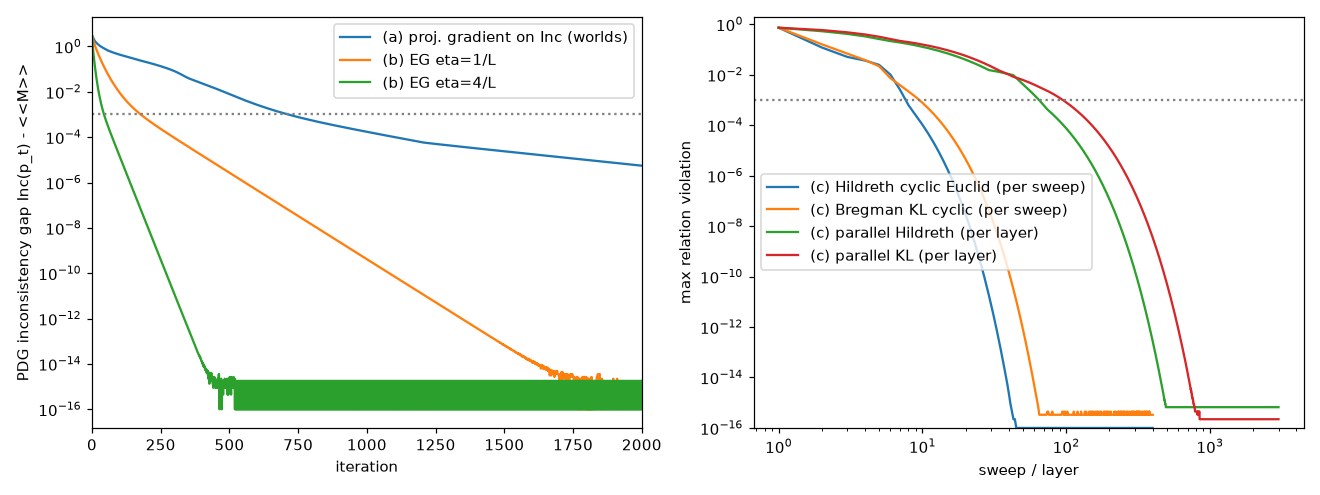 PDG inconsistency gap Inc(p_t) - <<M>>
10^0
10^-2
10^-4
10^-6
10^-8
10^-10
10^-12
10^-14
10^-16
(a) proj. gradient on Inc (worlds)
(b) EG eta=1/L
(b) EG eta=4/L
0 250 500 750 1000 1250 1500 1750 2000
iteration
max relation violation
10^0
10^-2
10^-4
10^-6
10^-8
10^-10
10^-12
10^-14
10^-16
(c) Hildreth cyclic Euclid (per sweep)
(c) Bregman KL cyclic (per sweep)
(c) parallel Hildreth (per layer)
(c) parallel KL (per layer)
10^0 10^1 10^2 10^3
sweep / layer